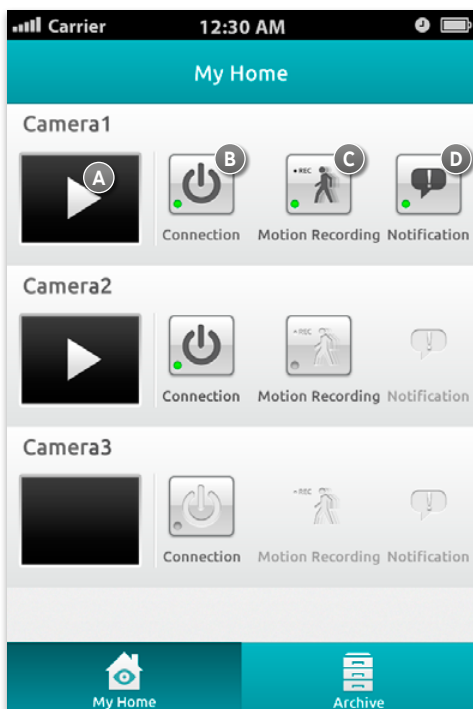 Carrier 12:30 AM
My Home
Camera1
A B C D
• REC
Connection Motion Recording Notification
Camera2
• REC
Connection Motion Recording Notification
Camera3
• REC
Connection Motion Recording Notification
My Home Archive